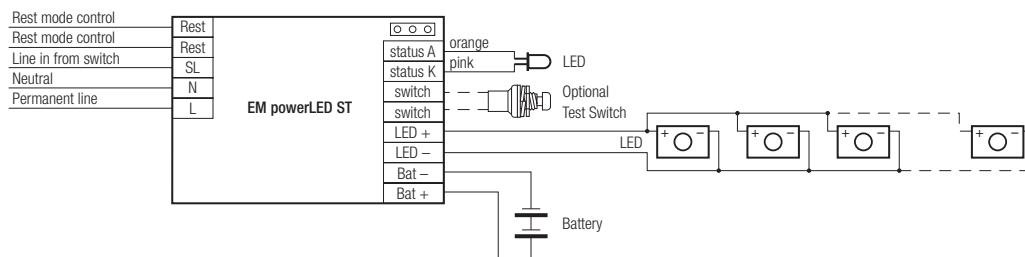 Rest mode control
Rest mode control
Line in from switch
Neutral
Permanent line
Rest
Rest
SL
N
L
EM powerLED ST
status A
status K
switch
switch
LED +
LED –
Bat –
Bat +
orange
pink
LED
Optional
Test Switch
LED
+ –
+ –
+ –
+ –
Battery